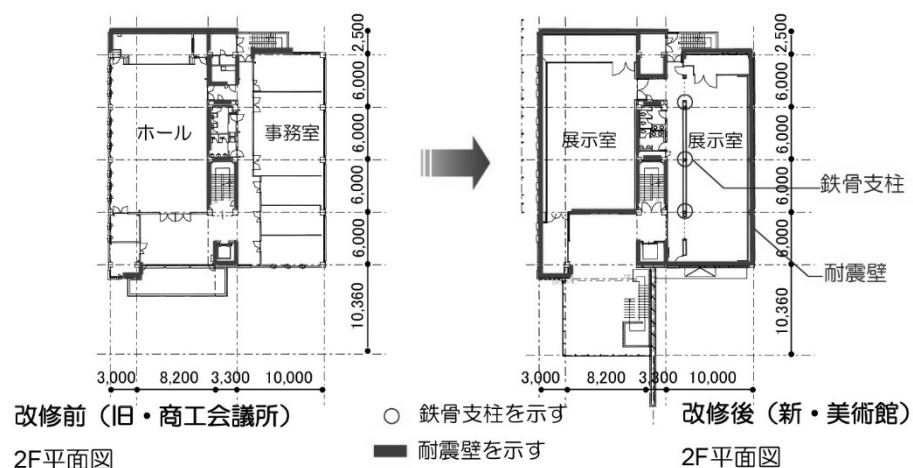 ホール
事務室
2,500
6,000
6,000
6,000
6,000
10,360
3,000
8,200
3,300
10,000
改修前（旧・商工会議所）
2F平面図
展示室
展示室
2,500
6,000
6,000
6,000
6,000
10,360
鉄骨支柱
耐震壁
3,000
8,200
3,300
10,000
○ 鉄骨支柱を示す
耐震壁を示す
改修後（新・美術館）
2F平面図